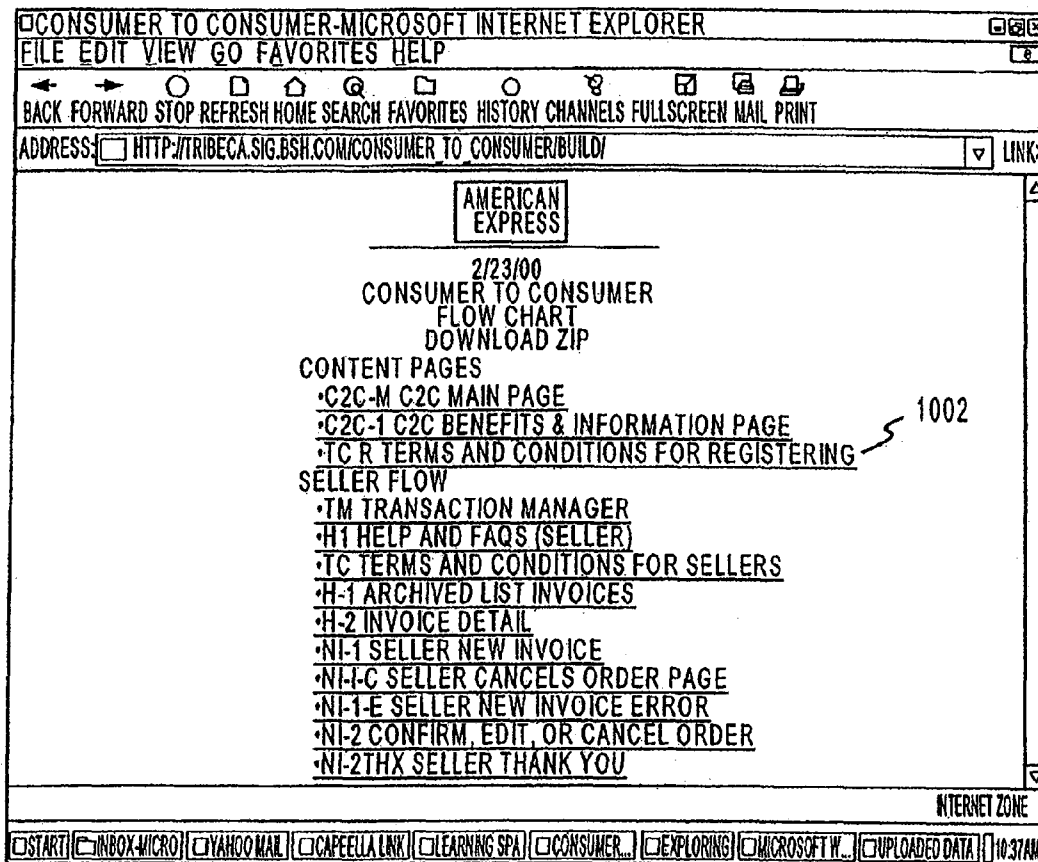 CONSUMER TO CONSUMER-MICROSOFT INTERNET EXPLORER
FILE EDIT VIEW GO FAVORITES HELP
e
BACK FORWARD STOP REFRESH HOME SEARCH FAVORITES HISTORY CHANNELS FULLSCREEN MAIL PRINT
ADDRESS: HTTP://TRIBECA.SIG.BSH.COM/CONSUMER_TO_CONSUMER/BUILD/ LINKS
AMERICAN
EXPRESS
2/23/00
CONSUMER TO CONSUMER
FLOW CHART
DOWNLOAD ZIP
CONTENT PAGES
•C2C-M C2C MAIN PAGE
•C2C-1 C2C BENEFITS & INFORMATION PAGE
1002
•TC R TERMS AND CONDITIONS FOR REGISTERING
SELLER FLOW
•TM TRANSACTION MANAGER
•H1 HELP AND FAQS (SELLER)
•TC TERMS AND CONDITIONS FOR SELLERS
•H-1 ARCHIVED LIST INVOICES
•H-2 INVOICE DETAIL
•NI-1 SELLER NEW INVOICE
•NI-I-C SELLER CANCELS ORDER PAGE
•NI-1-E SELLER NEW INVOICE ERROR
•NI-2 CONFIRM, EDIT, OR CANCEL ORDER
•NI-2THX SELLER THANK YOU
INTERNET ZONE
START INBOX-MICRO YAHOO MAIL CAPEELLA LINK LEARNING SPA CONSUMER... EXPLORING MICROSOFT W... UPLOADED DATA 10:37AM